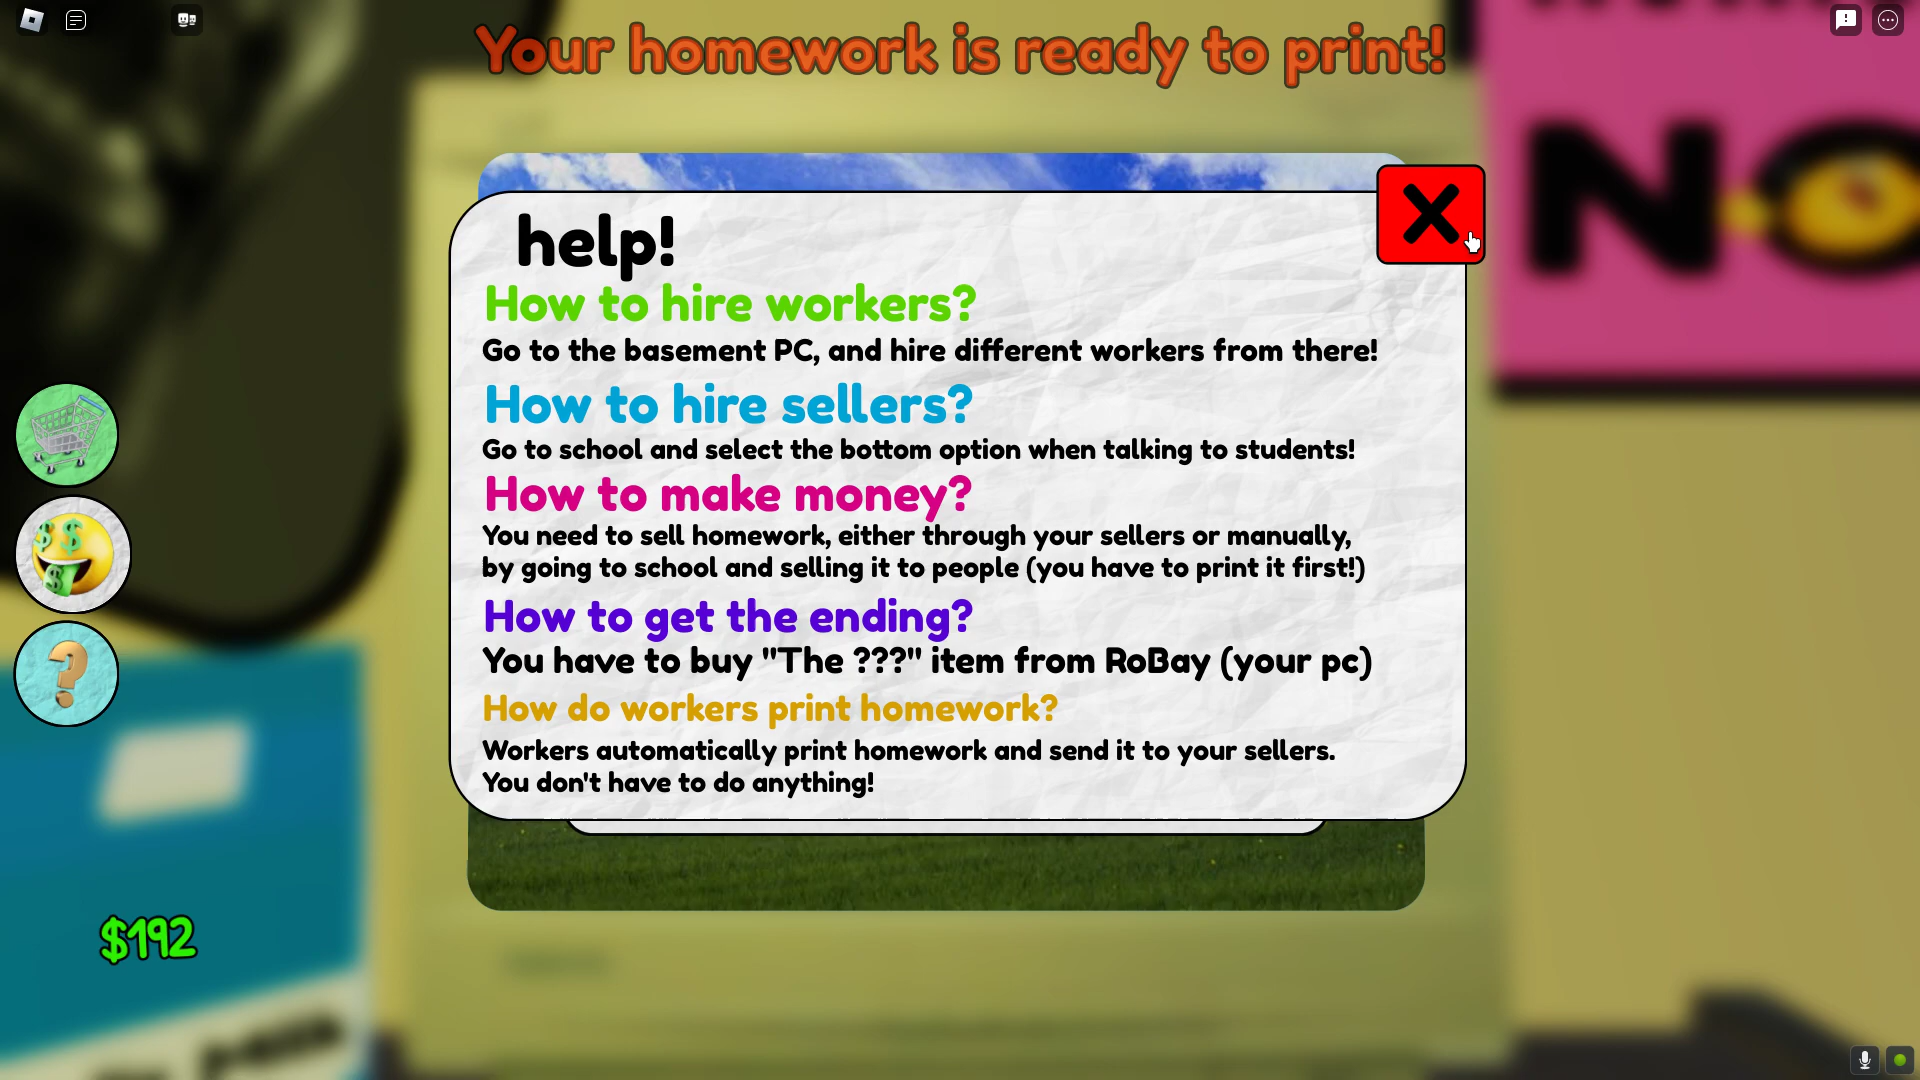 Your homework is ready to print!
help!
How to hire workers?
Go to the basement PC, and hire different workers from there!
How to hire sellers?
Go to school and select the bottom option when talking to students!
How to make money?
You need to sell homework, either through your sellers or manually,
by going to school and selling it to people (you have to print it first!)
How to get the ending?
You have to buy "The ???" item from RoBay (your pc)
How do workers print homework?
Workers automatically print homework and send it to your sellers.
You don't have to do anything!
$192